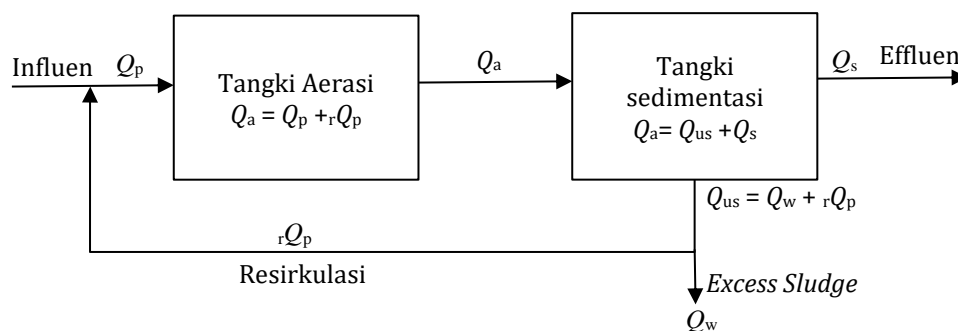 Influen
Qp
Tangki Aerasi
Qa = Qp +rQp
Qa
Tangki
sedimentasi
Qa= Qus +Qs
Qs
Effluen
Qus = Qw + rQp
rQp
Resirkulasi
Excess Sludge
Qw